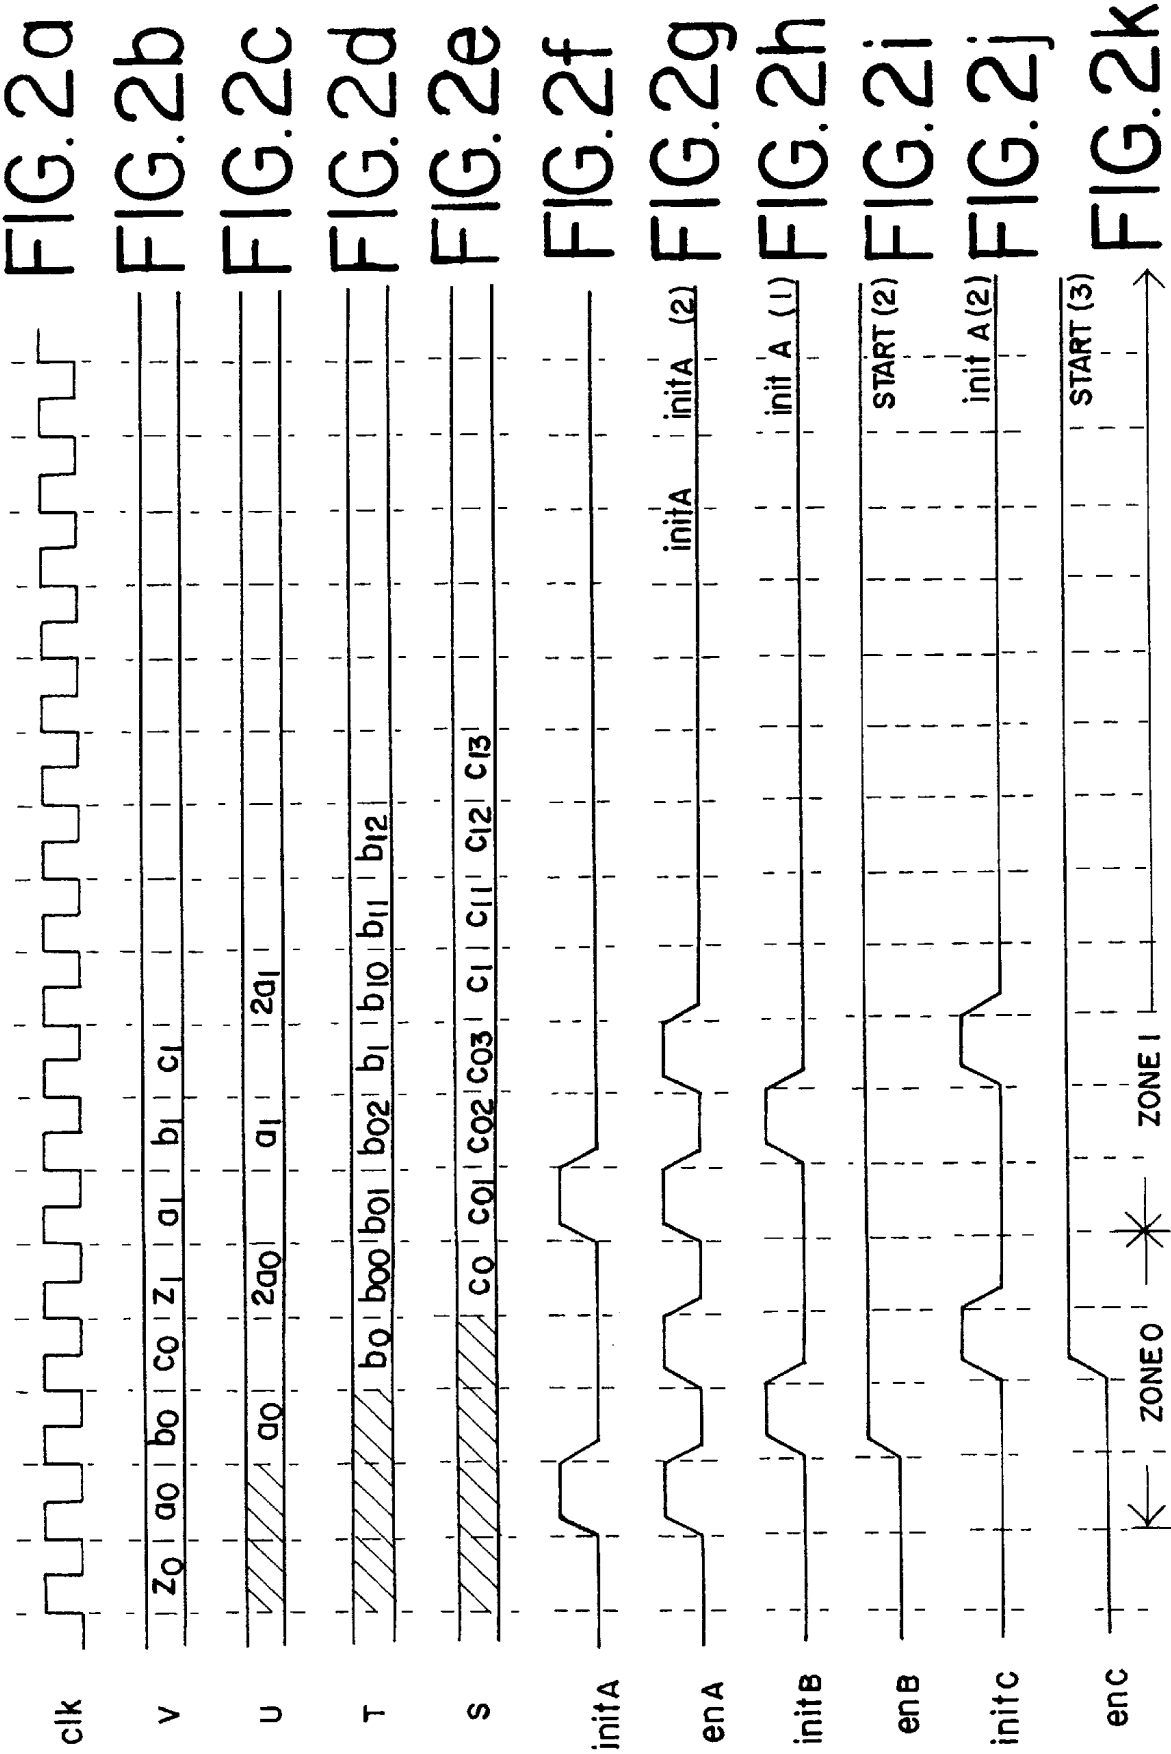 clk FIG. 2a
V Z0 a0 b0 c0 Z1 a1 b1 c1 FIG. 2b
U a0 2a0 a1 2a1 FIG. 2c
T b0 b00 b01 b02 b1 b10 b11 b12 FIG. 2d
S C0 C01 C02 C03 C1 C11 C12 C13 FIG. 2e
initA FIG. 2f
enA initA initA (2) FIG. 2g
initB init A (1) FIG. 2h
enB START (2) FIG. 2i
initC init A (2) FIG. 2j
enC START (3) FIG. 2k
ZONE 0 ZONE 1